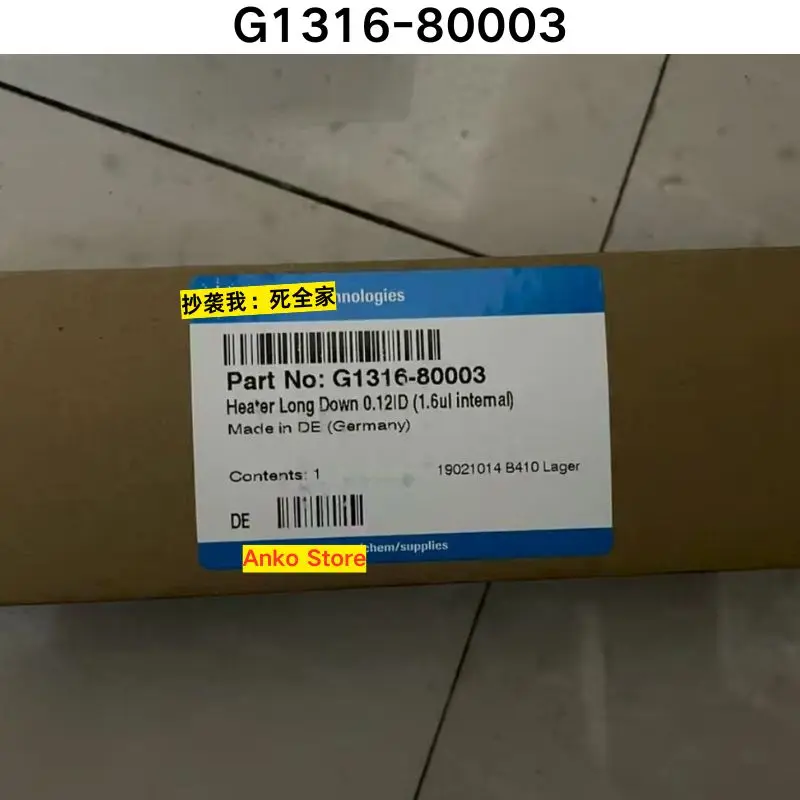 G1316-80003
抄袭我：死全家
nologies
Part No: G1316-80003
Heater Long Down 0.12ID (1.6ul internal)
Made in DE (Germany)
Contents: 1
19021014 B410 Lager
DE
Anko Store
chem/supplies